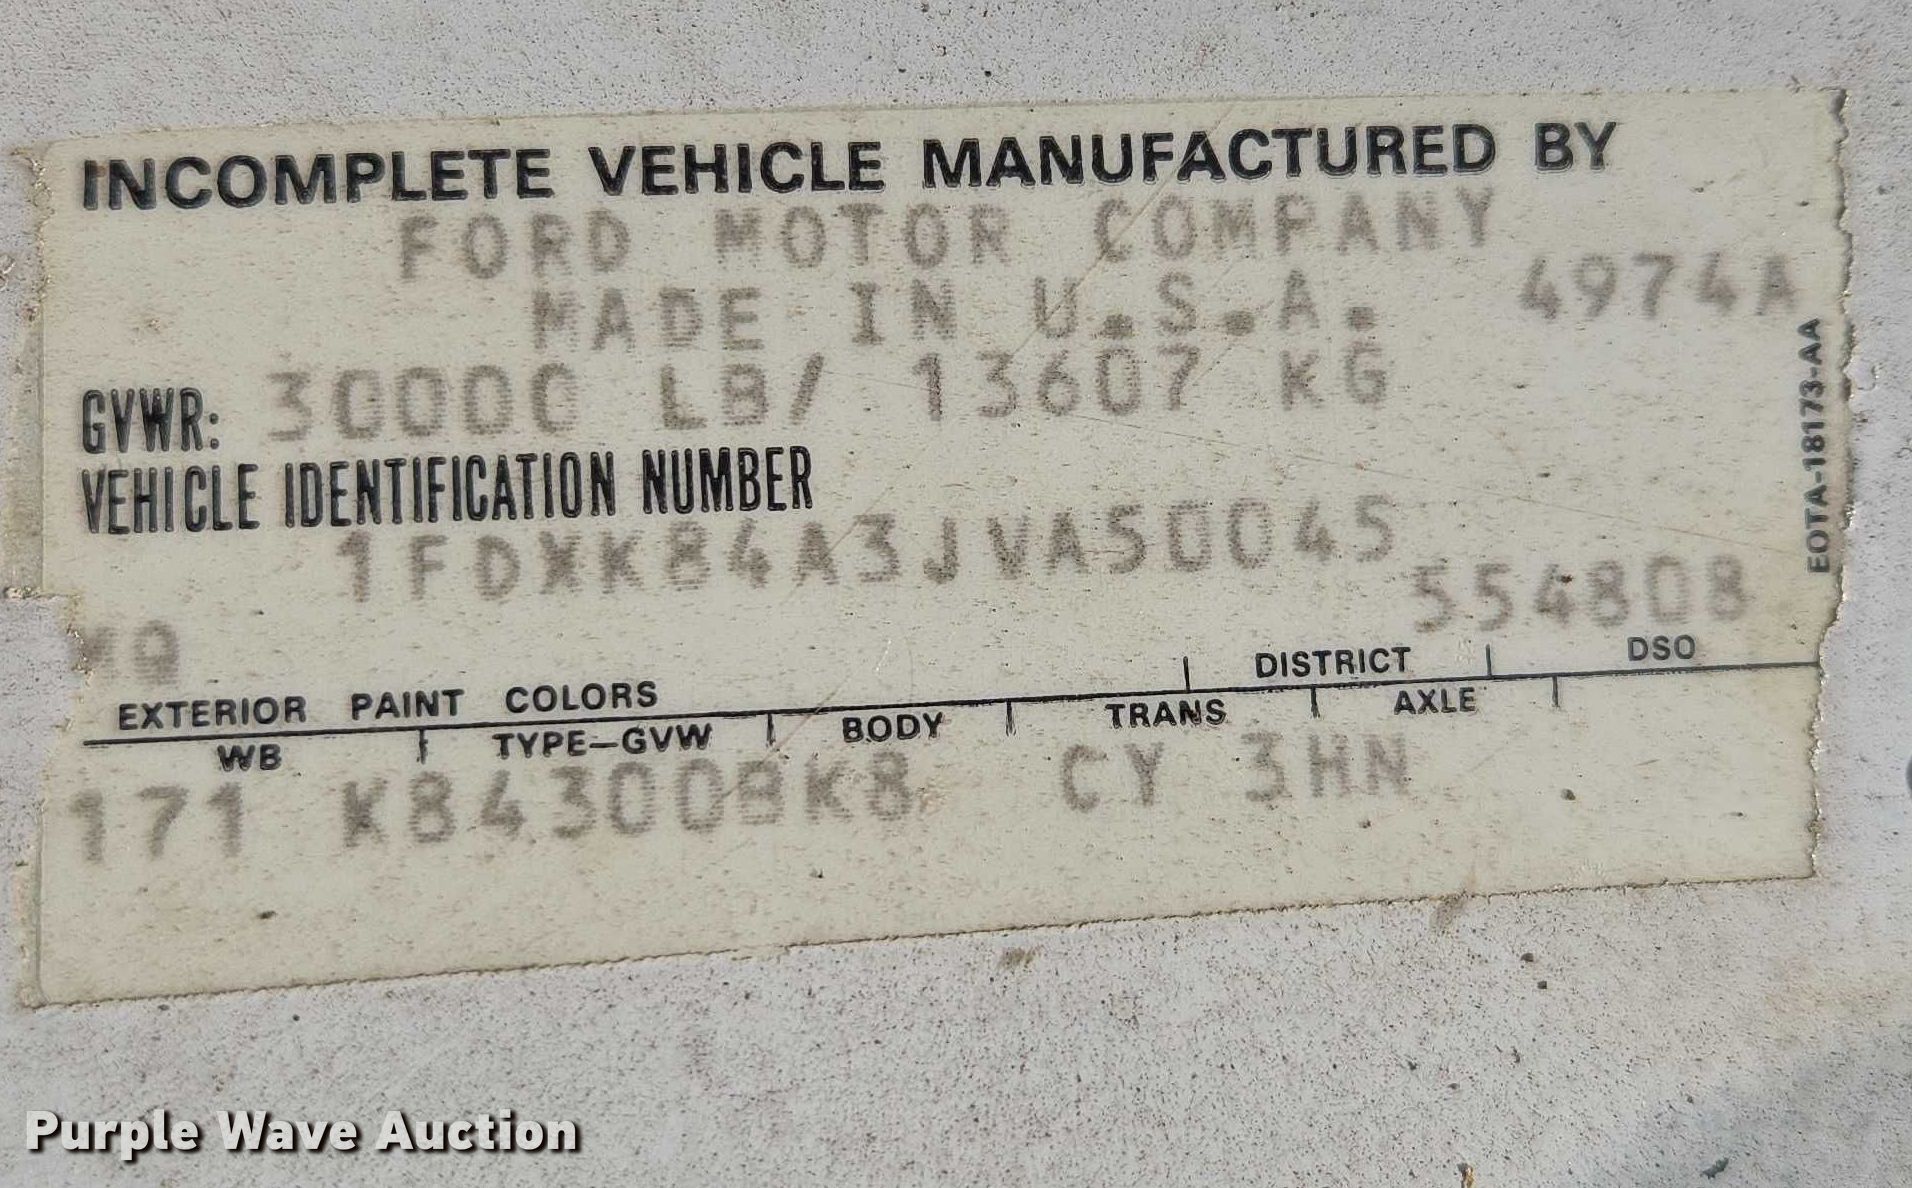 INCOMPLETE VEHICLE MANUFACTURED BY
FORD MOTOR COMPANY
MADE IN U.S.A. 4974A
GVWR: 30000 LB/ 13607 KG
VEHICLE IDENTIFICATION NUMBER
1FDXK84A3JVA50045
554808
EXTERIOR PAINT COLORS DISTRICT DSO
WB TYPE-GVW BODY TRANS AXLE
171 K84300BK8 CY 3HN
EOTA-18173-AA
Purple Wave Auction